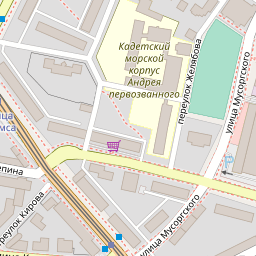 Кадетский
морской
корпус
Андрея
первозванного
переулок Желябова
улица Мусоргского
улица Мусоргского
переулок Кирова